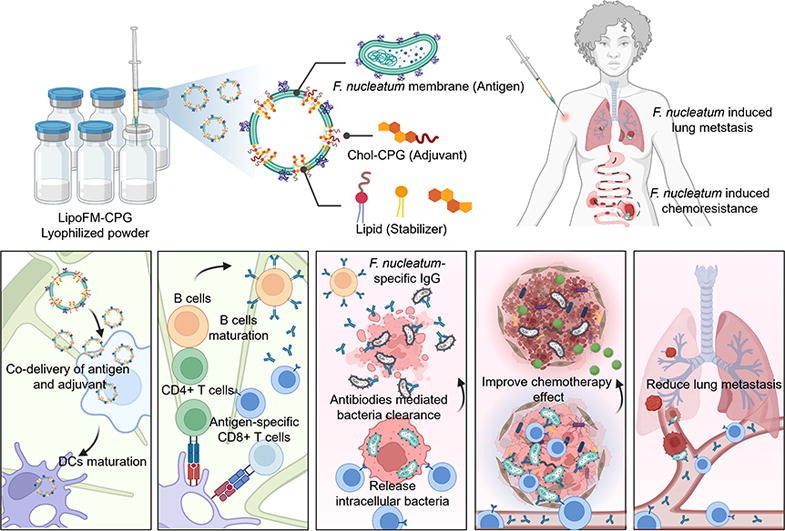 F. nucleatum membrane (Antigen)
Chol-CPG (Adjuvant)
Lipid (Stabilizer)
LipoFM-CPG
Lyophilized powder
F. nucleatum induced
lung metstasis
F. nucleatum induced
chemoresistance
Co-delivery of antigen
and adjuvant
DCs maturation
B cells
B cells
maturation
CD4+ T cells
Antigen-specific
CD8+ T cells
F. nucleatum-
specific IgG
Antibodies mediated
bacteria clearance
Release
intracellular bacteria
Improve chemotherapy
effect
Reduce lung metastasis